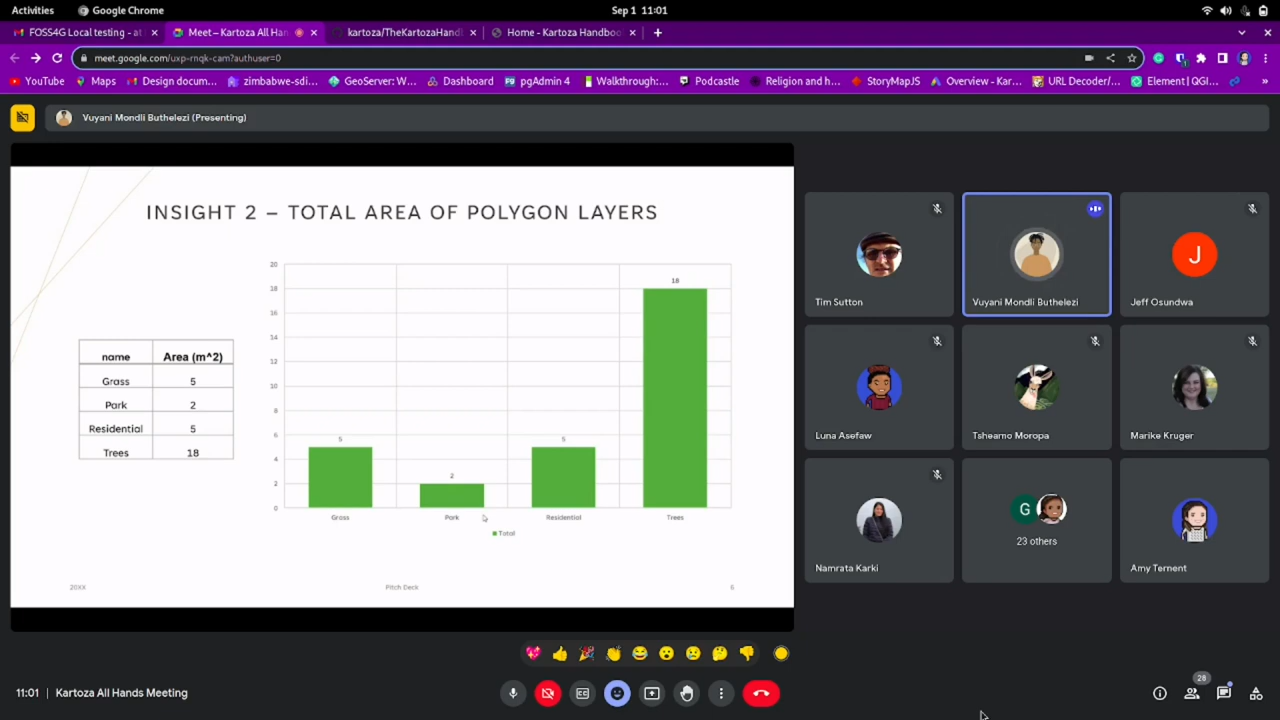 Activities
Google Chrome
Sep 1 11:01
FOSS4G Local testing - at
Meet – Kartoza All Han
kartoza/TheKartozaHandb
Home - Kartoza Handboo
meet.google.com/uxp-rnqk-cam?authuser=0
YouTube
Maps
Design docum...
zimbabwe-sdi...
GeoServer: W...
Dashboard
pgAdmin 4
Walkthrough:...
Podcastle
Religion and h...
StoryMapJS
Overview - Kar...
URL Decoder/...
Element | QGI...
»
Vuyani Mondli Buthelezi (Presenting)
INSIGHT 2 – TOTAL AREA OF POLYGON LAYERS
name Area (m^2)
Grass 5
Park 2
Residential 5
Trees 18
20
18
16
14
12
10
8
6
4
2
0
5
2
5
18
Grass
Park
Residential
Trees
Total
20XX
Pitch Deck
6
Tim Sutton
Vuyani Mondli Buthelezi
J
Jeff Osundwa
Luna Asefaw
Tshearno Moropa
Marike Kruger
Namrata Karki
G
23 others
Amy Ternent
11:01 | Kartoza All Hands Meeting
28